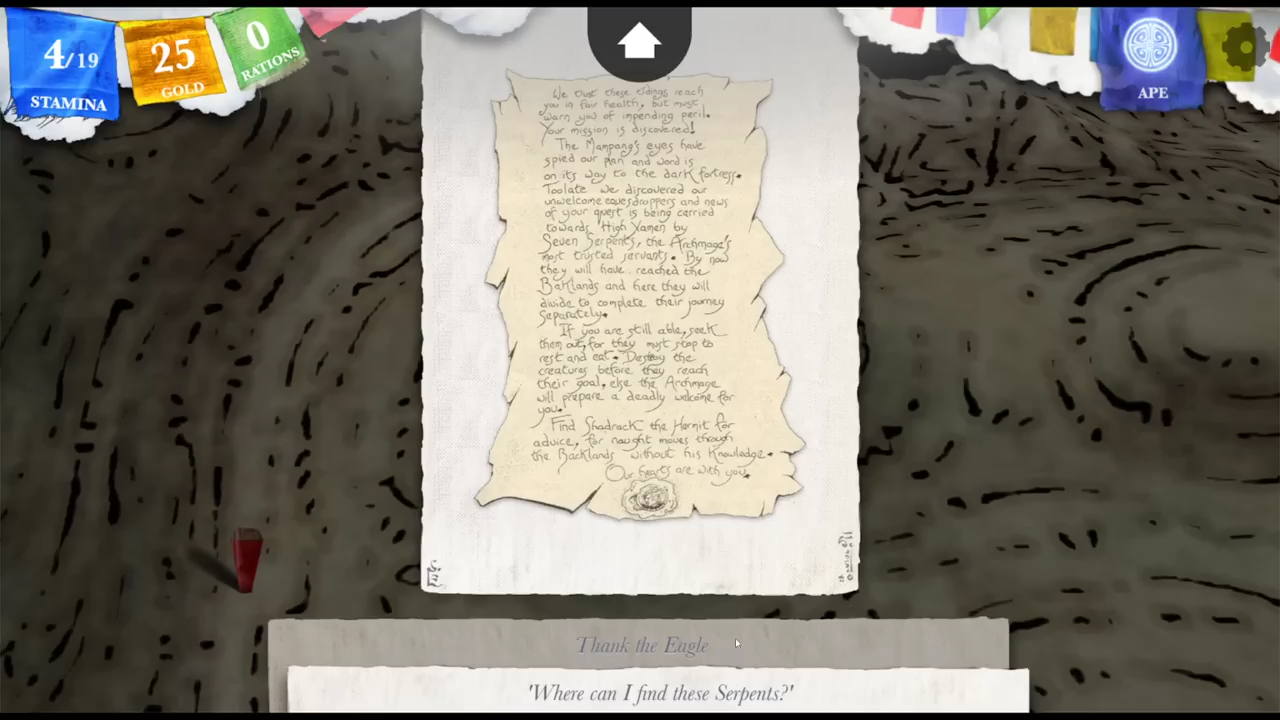 4/19
STAMINA
25
GOLD
0
RATIONS
APE
We trust these tidings reach
you in fair health, but must
warn you of impending peril.
Your mission is discovered!
The Mampang's eyes have
spied our plan and word is
on its way to the dark fortress.
Toolate we discovered our
unwelcome eavesdroppers and news
of your quest is being carried
towards High Xamen by
Seven Serpents, the Archmage's
most trusted servants. By now
they will have reached the
Baklands and here they will
divide to complete their journey
separately.
If you are still able, seek
them out, for they must stop to
rest and eat. Destroy the
creatures before they reach
their goal, else the Archmage
will prepare a deadly welcome for
you.
Find Shadrack the Hermit for
advice, for naught moves through
the Backlands without his Knowledge.
Our hearts are with you.
Thank the Eagle
'Where can I find these Serpents?'